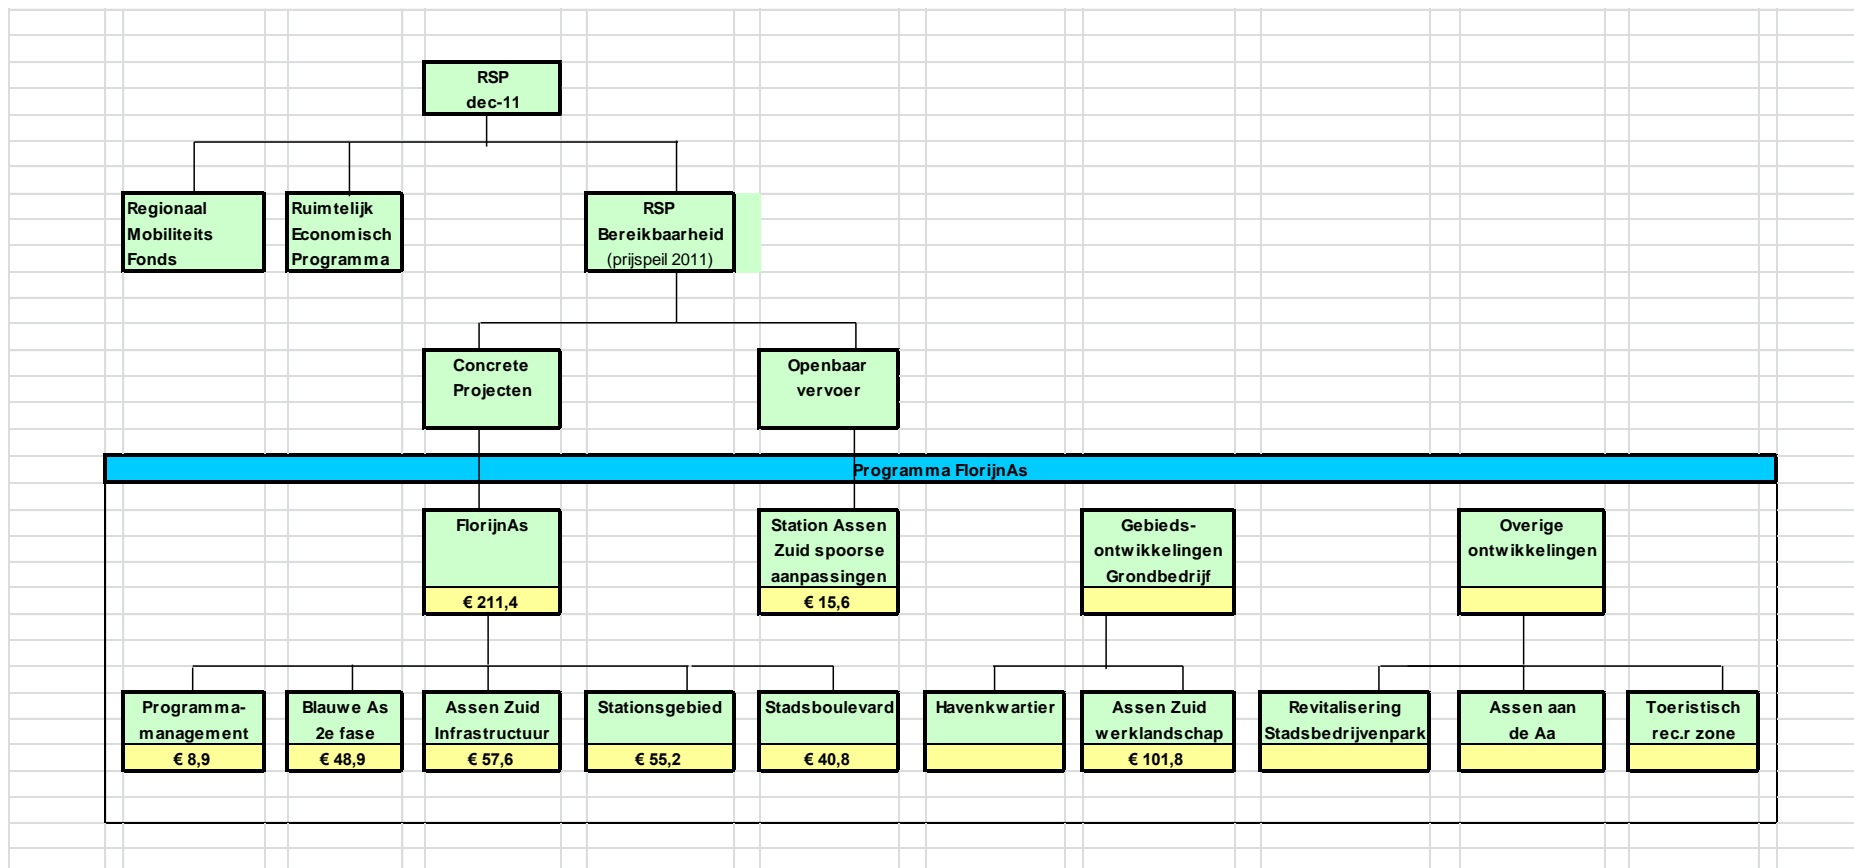 RSP
dec-11
Regionaal
Mobiliteits
Fonds
Ruimtelijk
Economisch
Programma
RSP
Bereikbaarheid
(prijspeil 2011)
Concrete
Projecten
Openbaar
vervoer
Programma FlorijnAs
FlorijnAs
€ 211,4
Station Assen
Zuid spoorse
aanpassingen
€ 15,6
Gebieds-
ontwikkelingen
Grondbedrijf
Overige
ontwikkelingen
Programma-
management
€ 8,9
Blauwe As
2e fase
€ 48,9
Assen Zuid
Infrastructuur
€ 57,6
Stationsgebied
€ 55,2
Stadsboulevard
€ 40,8
Havenkwartier
Assen Zuid
werklandschap
€ 101,8
Revitalisering
Stadsbedrijvenpark
Assen aan
de Aa
Toeristisch
rec.r zone